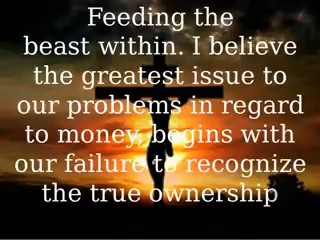 Feeding the
beast within. I believe
the greatest issue to
our problems in regard
to money, begins with
our failure to recognize
the true ownership